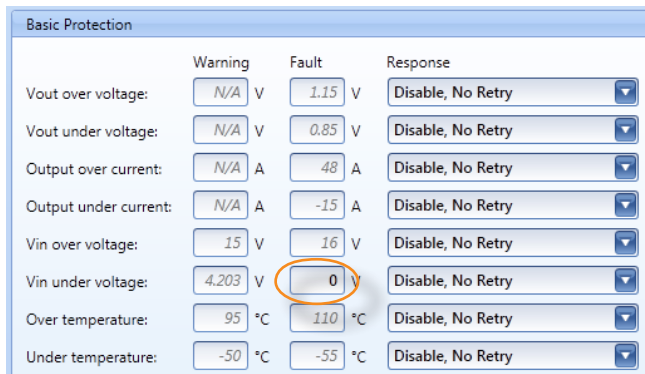 Basic Protection
Warning Fault Response
Vout over voltage: N/A V 1.15 V Disable, No Retry
Vout under voltage: N/A V 0.85 V Disable, No Retry
Output over current: N/A A 48 A Disable, No Retry
Output under current: N/A A -15 A Disable, No Retry
Vin over voltage: 15 V 16 V Disable, No Retry
Vin under voltage: 4.203 V 0 V Disable, No Retry
Over temperature: 95 °C 110 °C Disable, No Retry
Under temperature: -50 °C -55 °C Disable, No Retry